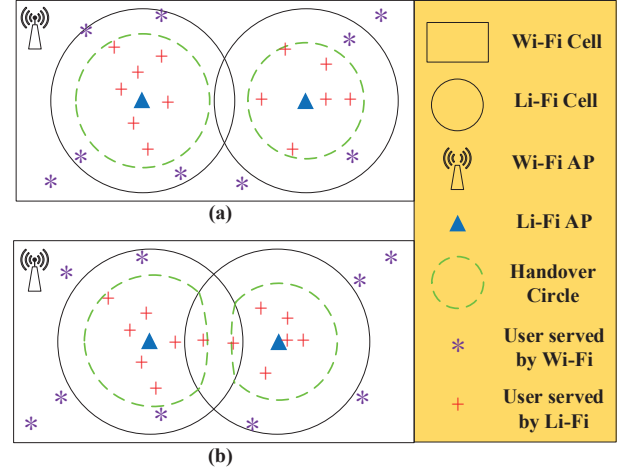 (a)
(b)
Wi-Fi Cell
Li-Fi Cell
Wi-Fi AP
Li-Fi AP
Handover
Circle
User served
by Wi-Fi
User served
by Li-Fi